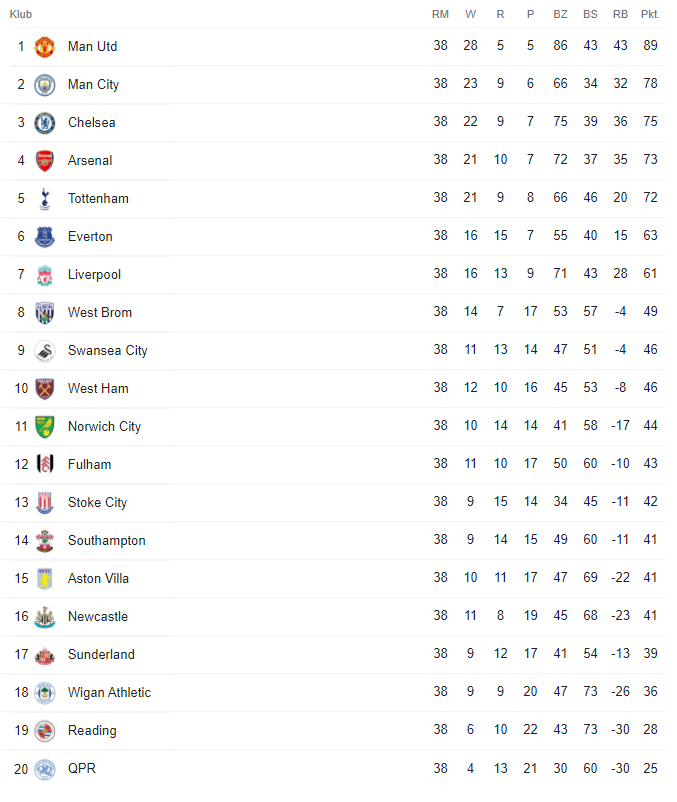 Klub RM W R P BZ BS RB Pkt.
1 Man Utd 38 28 5 5 86 43 43 89
2 Man City 38 23 9 6 66 34 32 78
3 Chelsea 38 22 9 7 75 39 36 75
4 Arsenal 38 21 10 7 72 37 35 73
5 Tottenham 38 21 9 8 66 46 20 72
6 Everton 38 16 15 7 55 40 15 63
7 Liverpool 38 16 13 9 71 43 28 61
8 West Brom 38 14 7 17 53 57 -4 49
9 Swansea City 38 11 13 14 47 51 -4 46
10 West Ham 38 12 10 16 45 53 -8 46
11 Norwich City 38 10 14 14 41 58 -17 44
12 Fulham 38 11 10 17 50 60 -10 43
13 Stoke City 38 9 15 14 34 45 -11 42
14 Southampton 38 9 14 15 49 60 -11 41
15 Aston Villa 38 10 11 17 47 69 -22 41
16 Newcastle 38 11 8 19 45 68 -23 41
17 Sunderland 38 9 12 17 41 54 -13 39
18 Wigan Athletic 38 9 9 20 47 73 -26 36
19 Reading 38 6 10 22 43 73 -30 28
20 QPR 38 4 13 21 30 60 -30 25